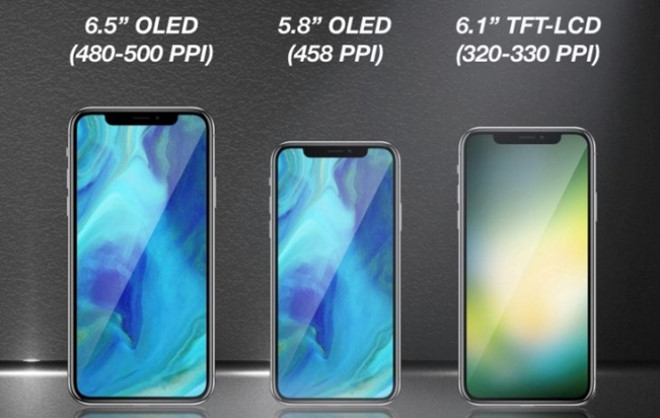 6.5” OLED
(480-500 PPI)
5.8” OLED
(458 PPI)
6.1” TFT-LCD
(320-330 PPI)